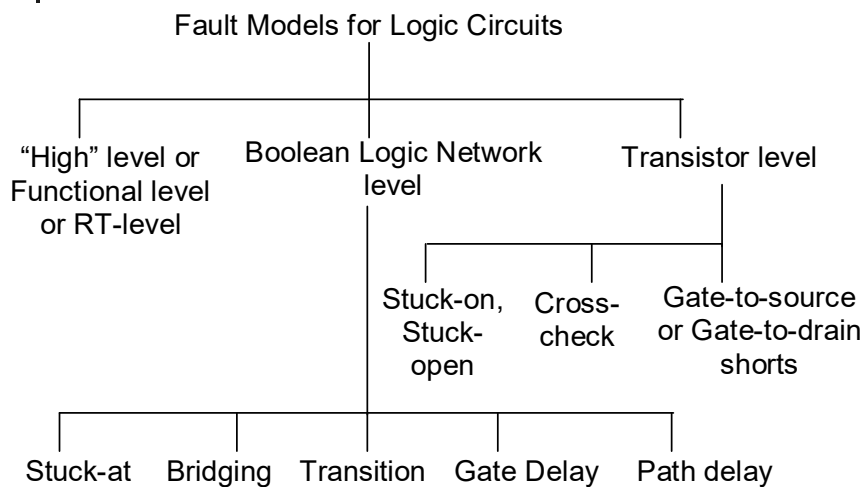 Fault Models for Logic Circuits
“High” level or
Functional level
or RT-level
Boolean Logic Network
level
Transistor level
Stuck-on,
Stuck-
open
Cross-
check
Gate-to-source
or Gate-to-drain
shorts
Stuck-at
Bridging
Transition
Gate Delay
Path delay